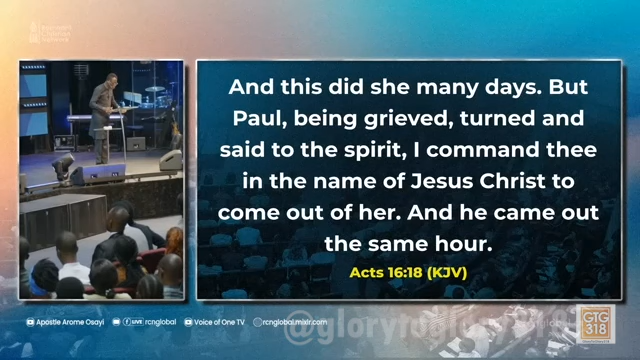 And this did she many days. But
Paul, being grieved, turned and
said to the spirit, I command thee
in the name of Jesus Christ to
come out of her. And he came out
the same hour.
Acts 16:18 (KJV)
Apostle Arome Osayi
LIVE rcnglobal
Voice of One TV
rcnglobal.mixlr.com
GTG
318